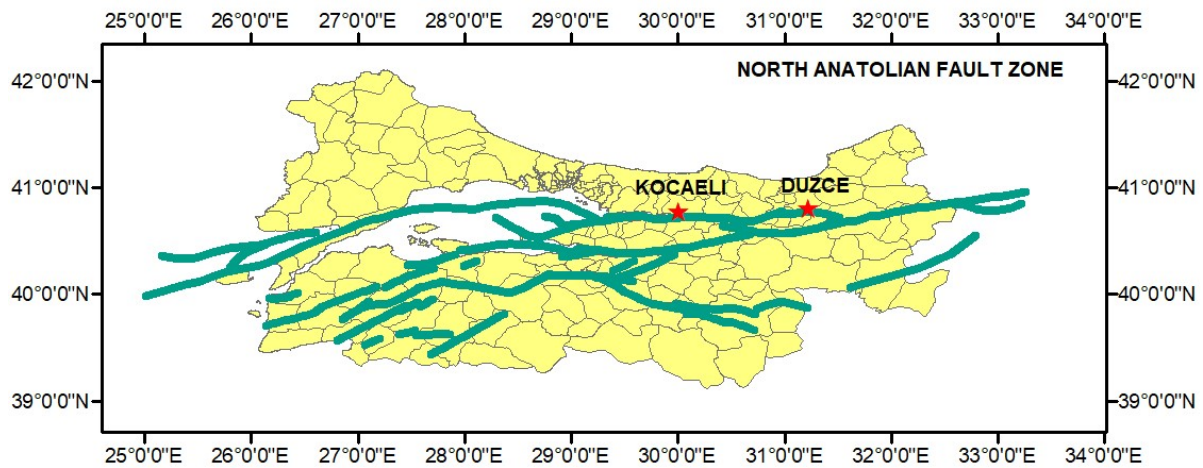 25°0'0"E 26°0'0"E 27°0'0"E 28°0'0"E 29°0'0"E 30°0'0"E 31°0'0"E 32°0'0"E 33°0'0"E 34°0'0"E
NORTH ANATOLIAN FAULT ZONE
42°0'0"N 42°0'0"N
41°0'0"N 41°0'0"N
KOCAELI DUZCE
40°0'0"N 40°0'0"N
39°0'0"N 39°0'0"N
25°0'0"E 26°0'0"E 27°0'0"E 28°0'0"E 29°0'0"E 30°0'0"E 31°0'0"E 32°0'0"E 33°0'0"E 34°0'0"E